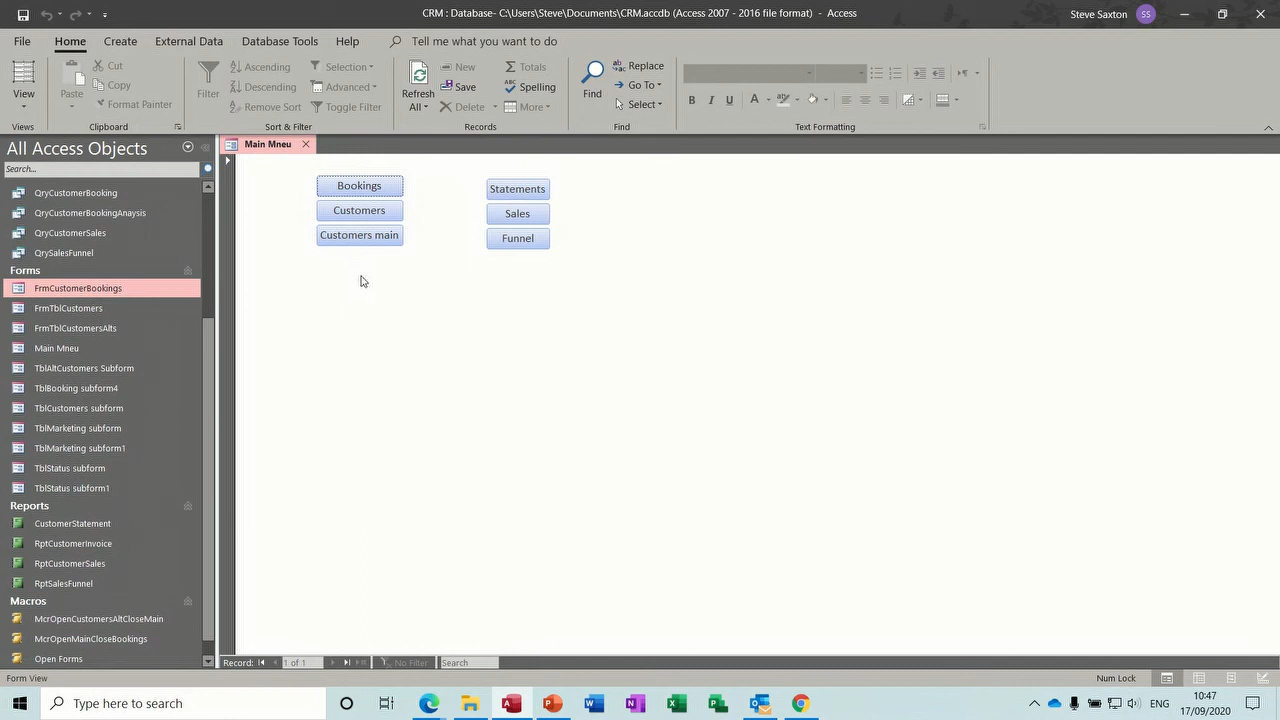 CRM : Database- C:\Users\Steve\Documents\CRM.accdb (Access 2007 - 2016 file format) - Access
Steve Saxton
SS
File
Home
Create
External Data
Database Tools
Help
Tell me what you want to do
View
Views
Paste
Cut
Copy
Format Painter
Clipboard
Filter
Ascending
Descending
Remove Sort
Selection
Advanced
Toggle Filter
Sort & Filter
Refresh
All
New
Save
Delete
Totals
Spelling
More
Records
Find
Replace
Go To
Select
Find
B I U
A
Text Formatting
All Access Objects
Search...
QryCustomerBooking
QryCustomerBookingAnaysis
QryCustomerSales
QrySalesFunnel
Forms
FrmCustomerBookings
FrmTblCustomers
FrmTblCustomersAlts
Main Mneu
TblAltCustomers Subform
TblBooking subform4
TblCustomers subform
TblMarketing subform
TblMarketing subform1
TblStatus subform
TblStatus subform1
Reports
CustomerStatement
RptCustomerInvoice
RptCustomerSales
RptSalesFunnel
Macros
McrOpenCustomersAltCloseMain
McrOpenMainCloseBookings
Open Forms
Main Mneu
Bookings
Customers
Customers main
Statements
Sales
Funnel
Record:
1 of 1
No Filter
Search
Form View
Num Lock
Type here to search
10:47
17/09/2020